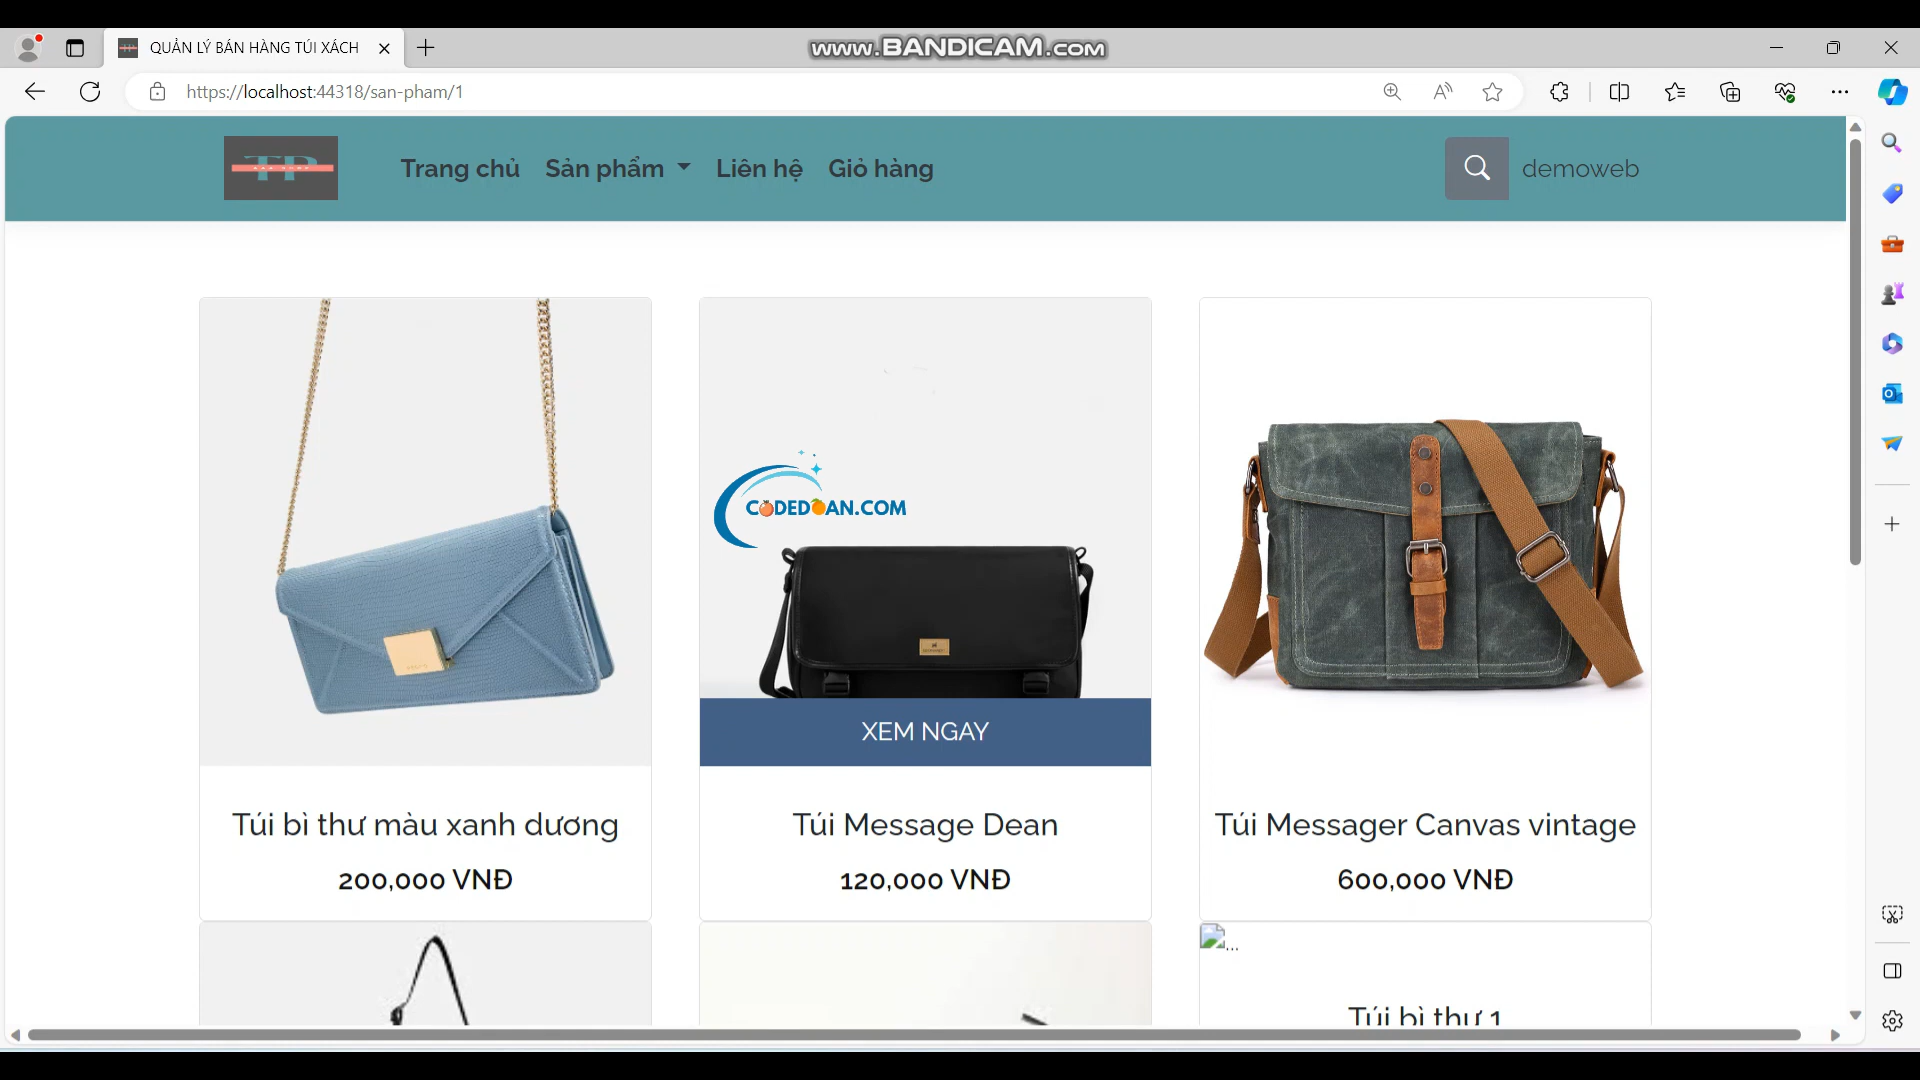 www.BANDICAM.com
QUẢN LÝ BÁN HÀNG TÚI XÁCH
https://localhost:44318/san-pham/1
TP
Trang chủ Sản phẩm Liên hệ Giỏ hàng demoweb
CODEDOAN.COM
XEM NGAY
Túi bì thư màu xanh dương
200,000 VNĐ
Túi Message Dean
120,000 VNĐ
Túi Messager Canvas vintage
600,000 VNĐ
...
Túi bì thư 1